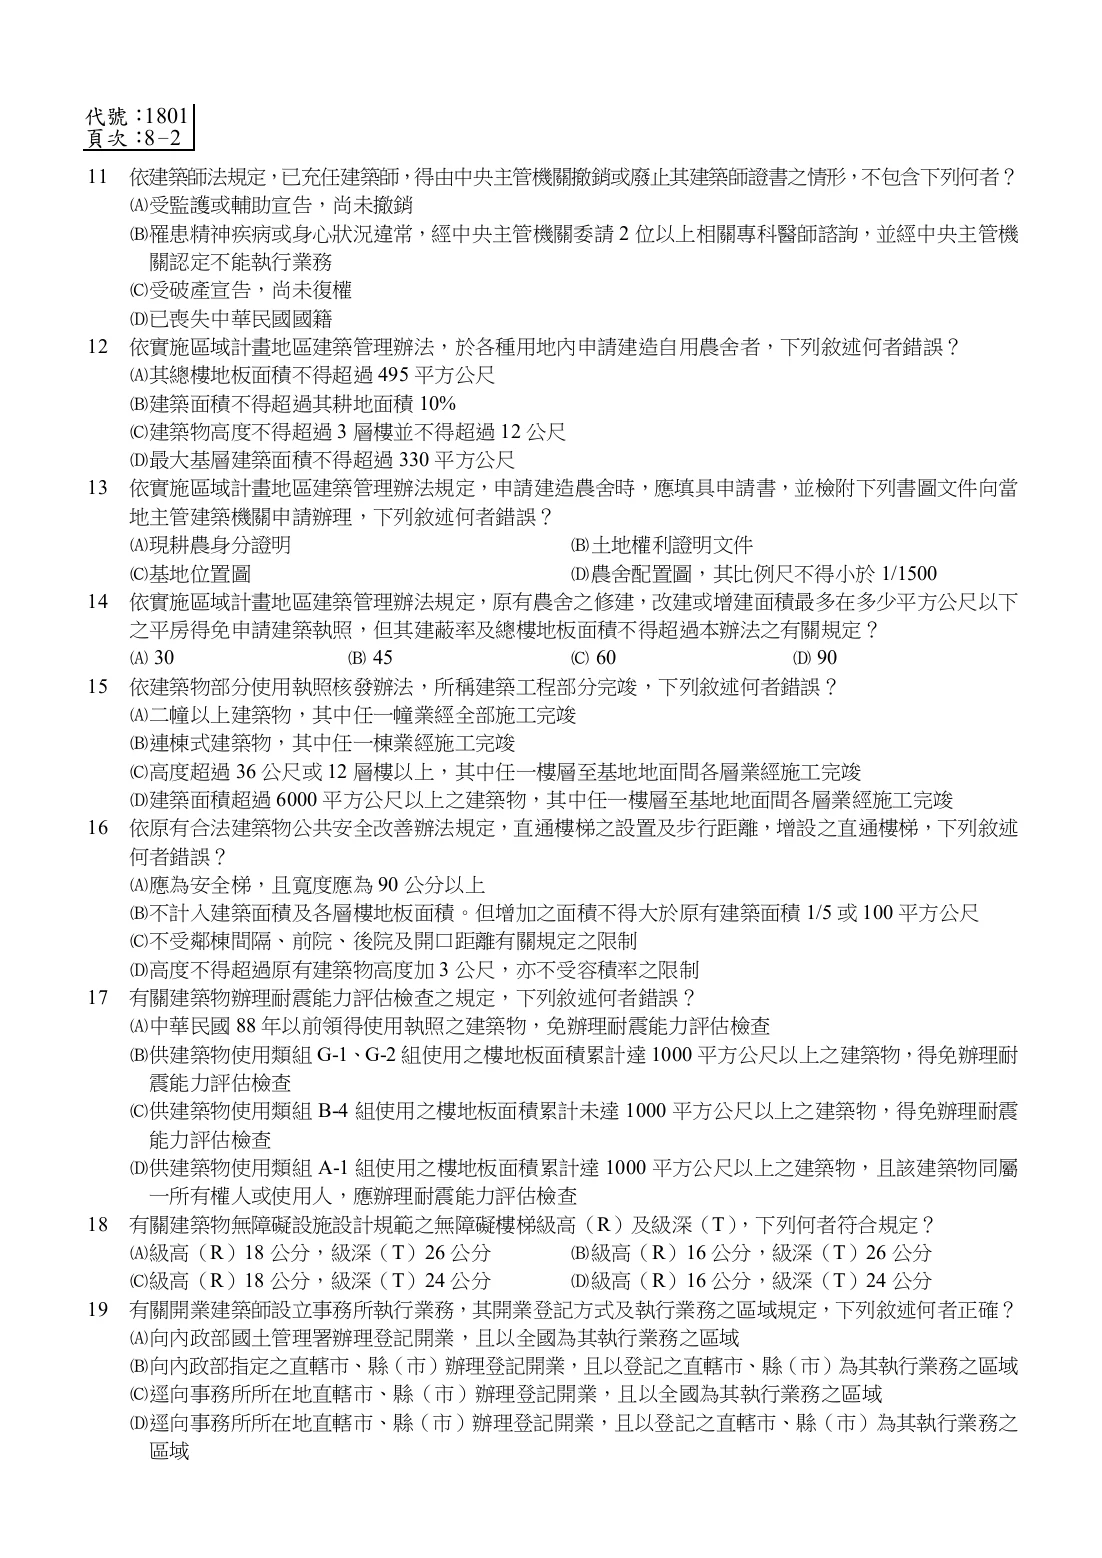 代號：1801
頁次：8－2
11 依建築師法規定，已充任建築師，得由中央主管機關撤銷或廢止其建築師證書之情形，不包含下列何者？
(A)受監護或輔助宣告，尚未撤銷
(B)罹患精神疾病或身心狀況違常，經中央主管機關委請 2 位以上相關專科醫師諮詢，並經中央主管機
關認定不能執行業務
(C)受破產宣告，尚未復權
(D)已喪失中華民國國籍
12 依實施區域計畫地區建築管理辦法，於各種用地內申請建造自用農舍者，下列敘述何者錯誤？
(A)其總樓地板面積不得超過 495 平方公尺
(B)建築面積不得超過其耕地面積 10%
(C)建築物高度不得超過 3 層樓並不得超過 12 公尺
(D)最大基層建築面積不得超過 330 平方公尺
13 依實施區域計畫地區建築管理辦法規定，申請建造農舍時，應填具申請書，並檢附下列書圖文件向當
地主管建築機關申請辦理，下列敘述何者錯誤？
(A)現耕農身分證明 (B)土地權利證明文件
(C)基地位置圖 (D)農舍配置圖，其比例尺不得小於 1/1500
14 依實施區域計畫地區建築管理辦法規定，原有農舍之修建，改建或增建面積最多在多少平方公尺以下
之平房得免申請建築執照，但其建蔽率及總樓地板面積不得超過本辦法之有關規定？
(A) 30 (B) 45 (C) 60 (D) 90
15 依建築物部分使用執照核發辦法，所稱建築工程部分完竣，下列敘述何者錯誤？
(A)二幢以上建築物，其中任一幢業經全部施工完竣
(B)連棟式建築物，其中任一棟業經施工完竣
(C)高度超過 36 公尺或 12 層樓以上，其中任一樓層至基地地面間各層業經施工完竣
(D)建築面積超過 6000 平方公尺以上之建築物，其中任一樓層至基地地面間各層業經施工完竣
16 依原有合法建築物公共安全改善辦法規定，直通樓梯之設置及步行距離，增設之直通樓梯，下列敘述
何者錯誤？
(A)應為安全梯，且寬度應為 90 公分以上
(B)不計入建築面積及各層樓地板面積。但增加之面積不得大於原有建築面積 1/5 或 100 平方公尺
(C)不受鄰棟間隔、前院、後院及開口距離有關規定之限制
(D)高度不得超過原有建築物高度加 3 公尺，亦不受容積率之限制
17 有關建築物辦理耐震能力評估檢查之規定，下列敘述何者錯誤？
(A)中華民國 88 年以前領得使用執照之建築物，免辦理耐震能力評估檢查
(B)供建築物使用類組 G-1、G-2 組使用之樓地板面積累計達 1000 平方公尺以上之建築物，得免辦理耐
震能力評估檢查
(C)供建築物使用類組 B-4 組使用之樓地板面積累計未達 1000 平方公尺以上之建築物，得免辦理耐震
能力評估檢查
(D)供建築物使用類組 A-1 組使用之樓地板面積累計達 1000 平方公尺以上之建築物，且該建築物同屬
一所有權人或使用人，應辦理耐震能力評估檢查
18 有關建築物無障礙設施設計規範之無障礙樓梯級高（R）及級深（T），下列何者符合規定？
(A)級高（R）18 公分，級深（T）26 公分 (B)級高（R）16 公分，級深（T）26 公分
(C)級高（R）18 公分，級深（T）24 公分 (D)級高（R）16 公分，級深（T）24 公分
19 有關開業建築師設立事務所執行業務，其開業登記方式及執行業務之區域規定，下列敘述何者正確？
(A)向內政部國土管理署辦理登記開業，且以全國為其執行業務之區域
(B)向內政部指定之直轄市、縣（市）辦理登記開業，且以登記之直轄市、縣（市）為其執行業務之區域
(C)逕向事務所所在地直轄市、縣（市）辦理登記開業，且以全國為其執行業務之區域
(D)逕向事務所所在地直轄市、縣（市）辦理登記開業，且以登記之直轄市、縣（市）為其執行業務之
區域